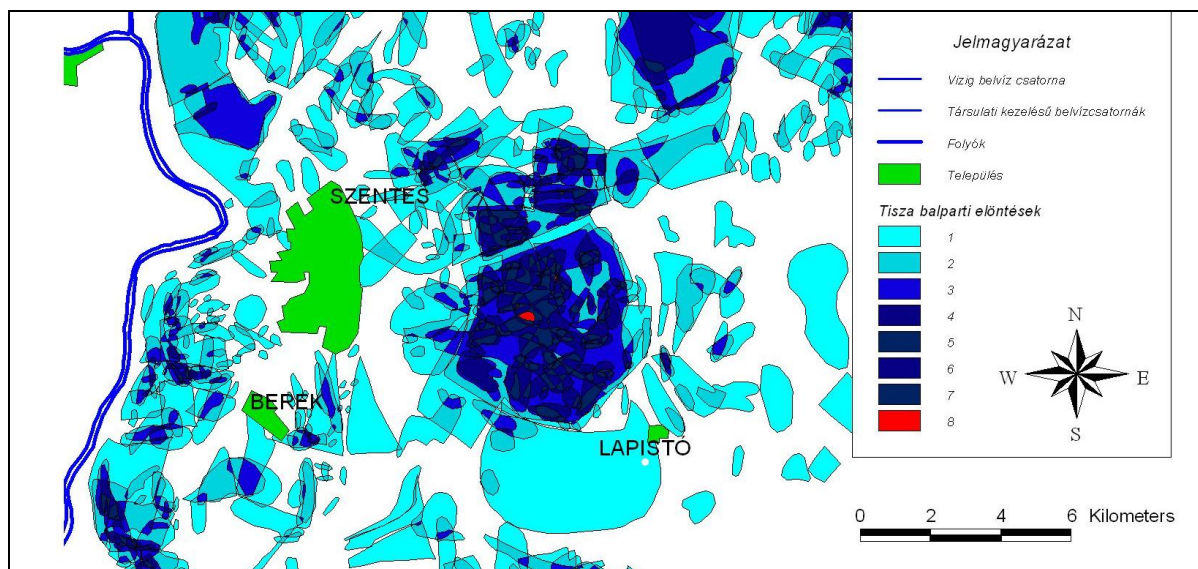 SZENTES
BEREK
LAPISTÓ
Jelmagyarázat
Vizig belvíz csatorna
Társulati kezelésű belvízcsatornák
Folyók
Település
Tisza balparti elöntések
1
2
3
4
5
6
7
8
N
W E
S
0 2 4 6 Kilometers